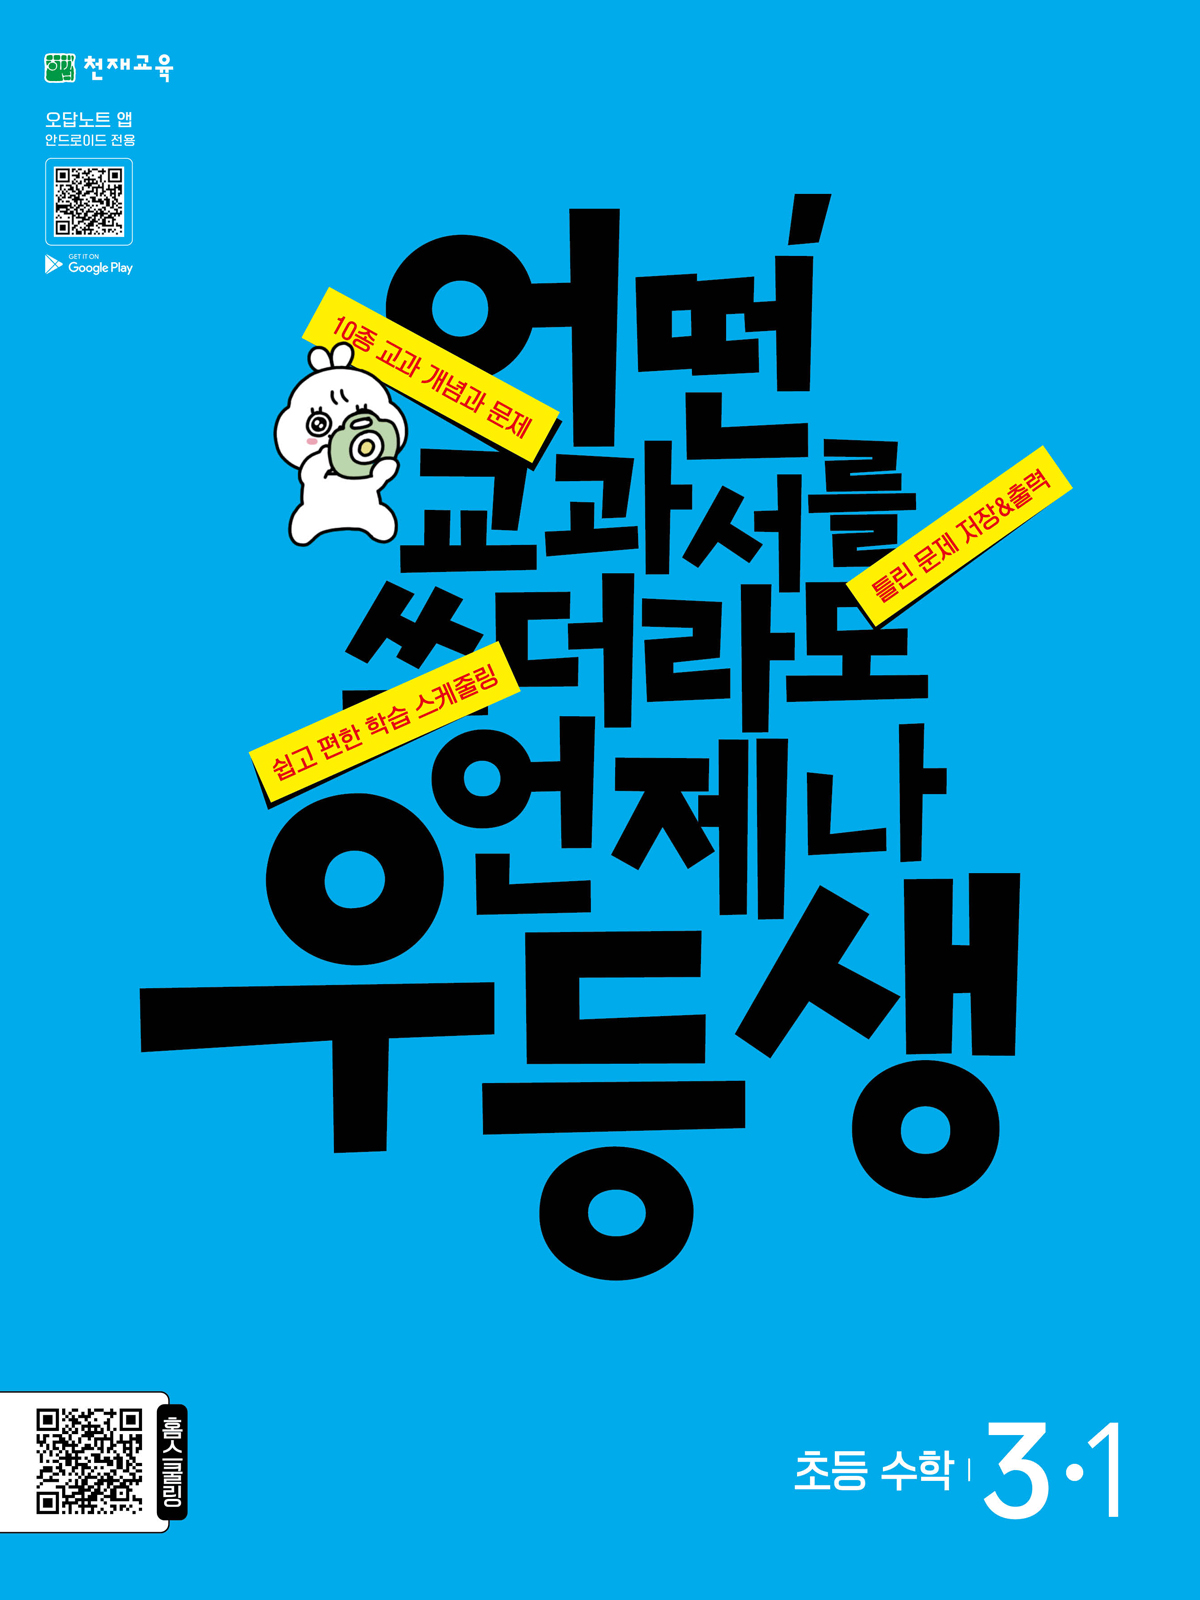 천재교육
오답노트 앱
안드로이드 전용
GET IT ON
Google Play
어떤
교과서를
쓰더라도
언제나
우등생
10종 교과 개념과 문제
틀린 문제 저장&출력
쉽고 편한 학습 스케줄링
홈스쿨링
초등 수학 3·1